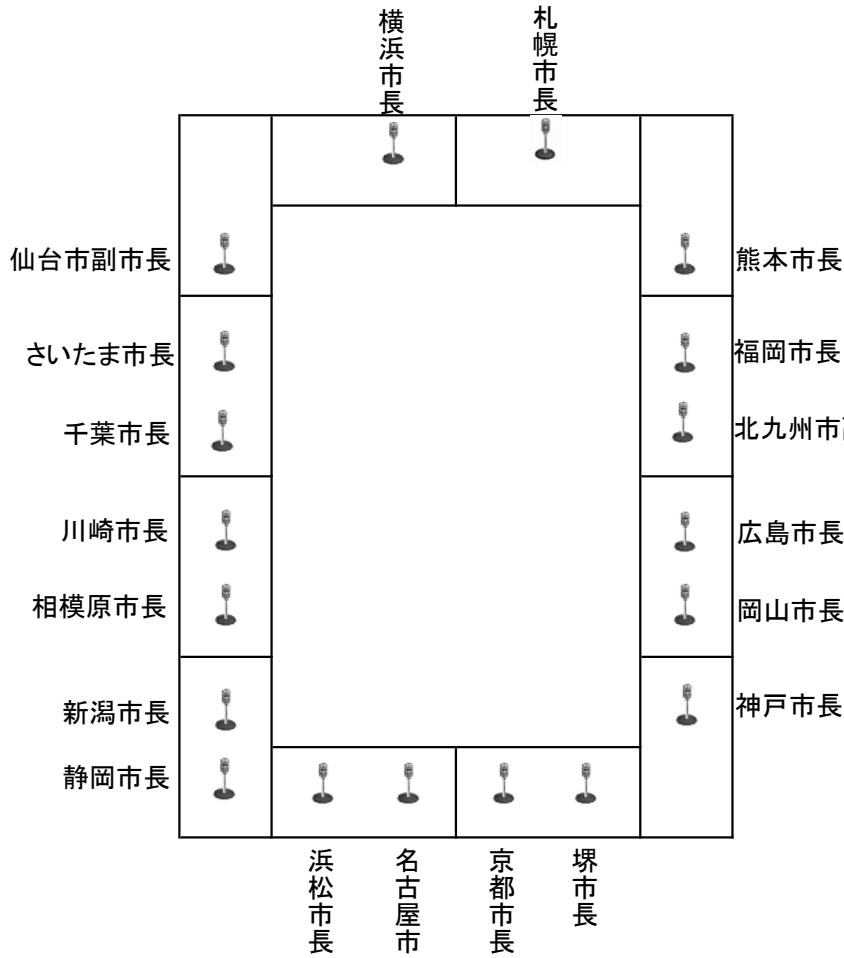 横浜市長
札幌市長
仙台市副市長
熊本市長
さいたま市長
福岡市長
千葉市長
北九州市
川崎市長
広島市長
相模原市長
岡山市長
新潟市長
神戸市長
静岡市長
浜松市長
名古屋市
京都市長
堺市長